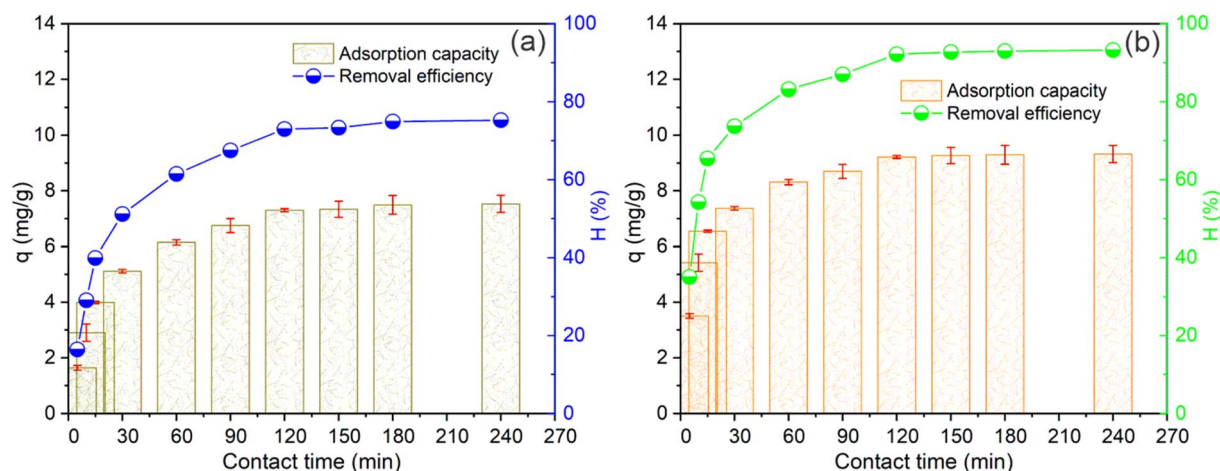 (a)
Adsorption capacity
Removal efficiency
q (mg/g)
14
12
10
8
6
4
2
0
H (%)
100
80
60
40
20
0
0 30 60 90 120 150 180 210 240 270
Contact time (min)
(b)
Adsorption capacity
Removal efficiency
q (mg/g)
14
12
10
8
6
4
2
0
H (%)
100
80
60
40
20
0
0 30 60 90 120 150 180 210 240 270
Contact time (min)